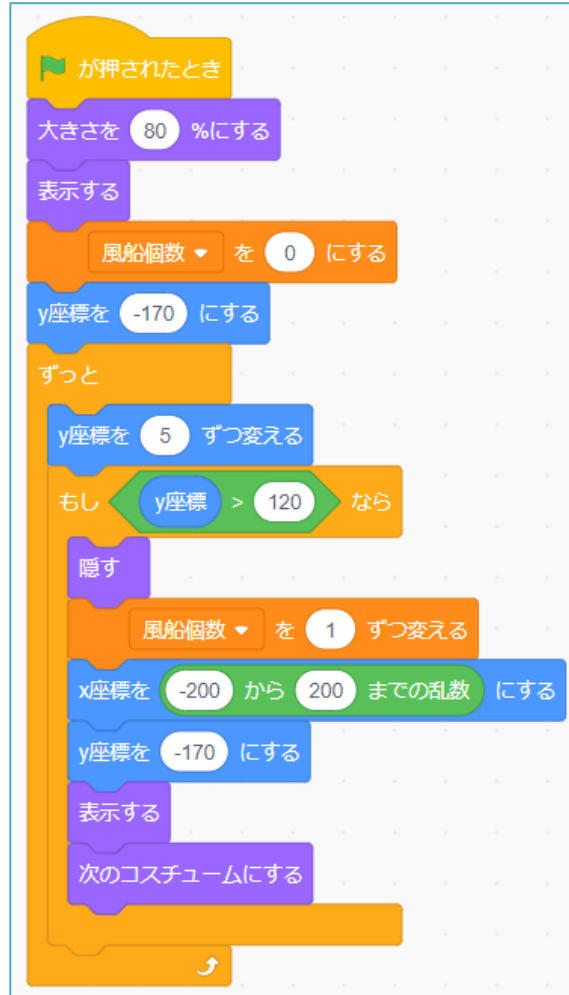 が押されたとき
大きさを 80 %にする
表示する
風船個数 を 0 にする
y座標を -170 にする
ずっと
y座標を 5 ずつ変える
もし y座標 > 120 なら
隠す
風船個数 を 1 ずつ変える
x座標を -200 から 200 までの乱数 にする
y座標を -170 にする
表示する
次のコスチュームにする